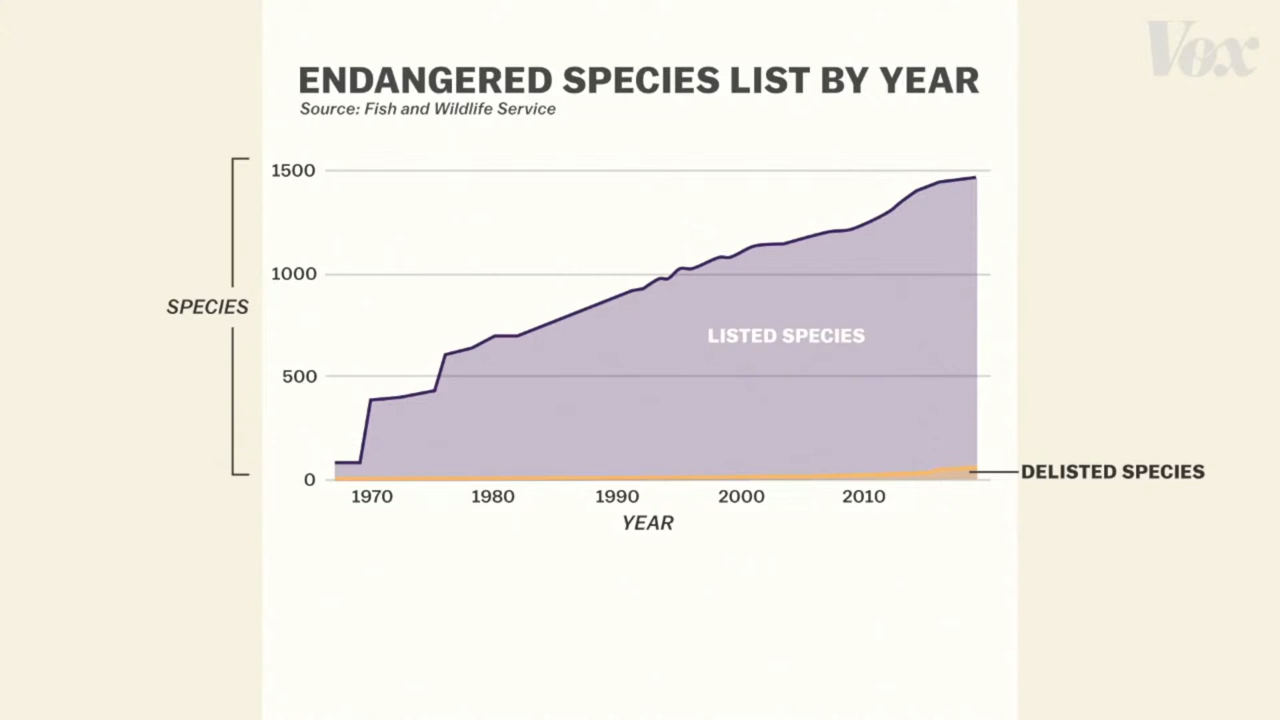 Vox
ENDANGERED SPECIES LIST BY YEAR
Source: Fish and Wildlife Service
1500
1000
SPECIES
LISTED SPECIES
500
0
DELISTED SPECIES
1970 1980 1990 2000 2010
YEAR